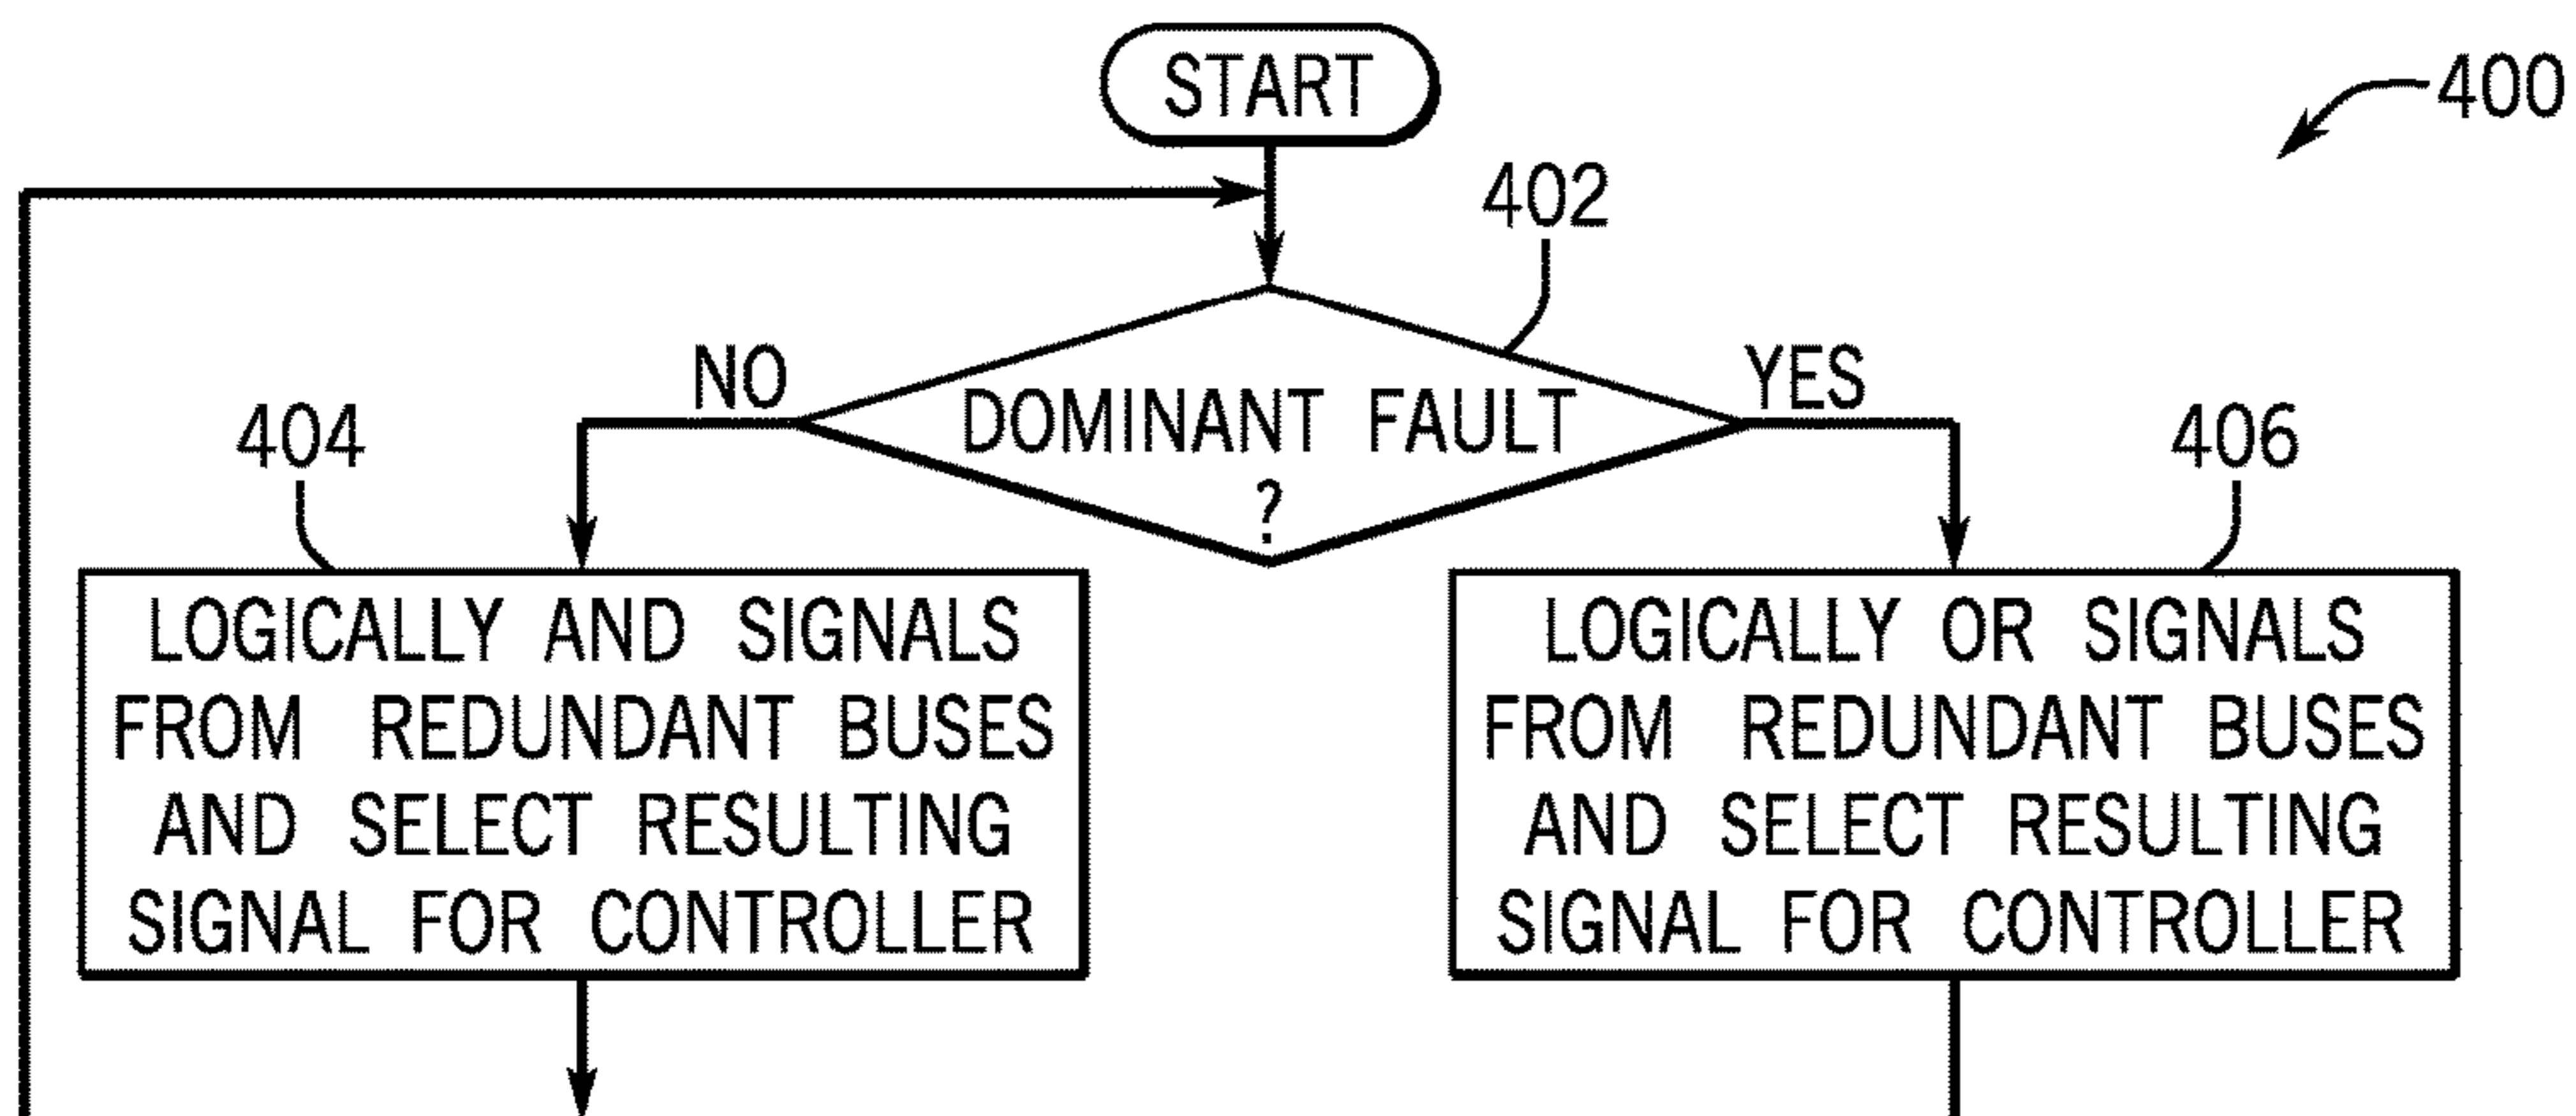 START
400
402
NO
DOMINANT FAULT
?
YES
404
406
LOGICALLY AND SIGNALS
FROM REDUNDANT BUSES
AND SELECT RESULTING
SIGNAL FOR CONTROLLER
LOGICALLY OR SIGNALS
FROM REDUNDANT BUSES
AND SELECT RESULTING
SIGNAL FOR CONTROLLER